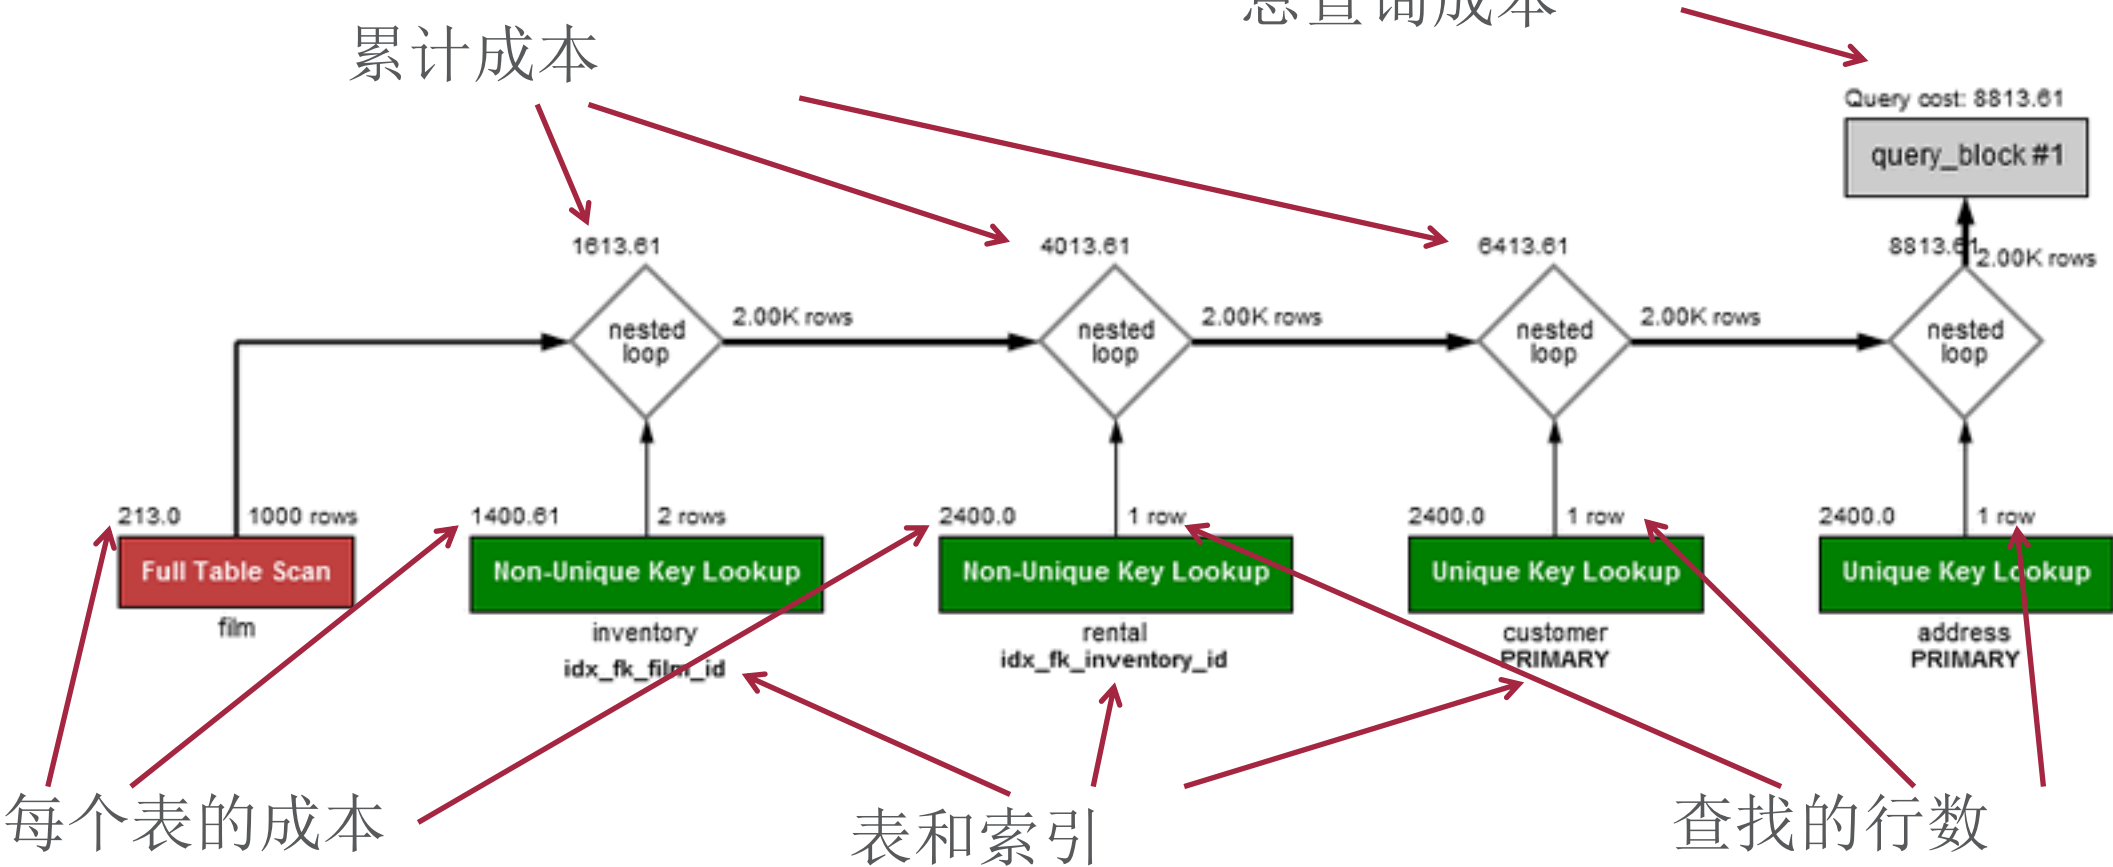 总查询成本
累计成本
Query cost: 8813.61
query_block #1
1613.61
4013.61
6413.61
8813.61
2.00K rows
nested loop
2.00K rows
nested loop
2.00K rows
nested loop
2.00K rows
nested loop
213.0
1000 rows
1400.61
2 rows
2400.0
1 row
2400.0
1 row
2400.0
1 row
Full Table Scan
Non-Unique Key Lookup
Non-Unique Key Lookup
Unique Key Lookup
Unique Key Lookup
film
inventory
rental
customer
address
idx_fk_film_id
idx_fk_inventory_id
PRIMARY
PRIMARY
每个表的成本
表和索引
查找的行数